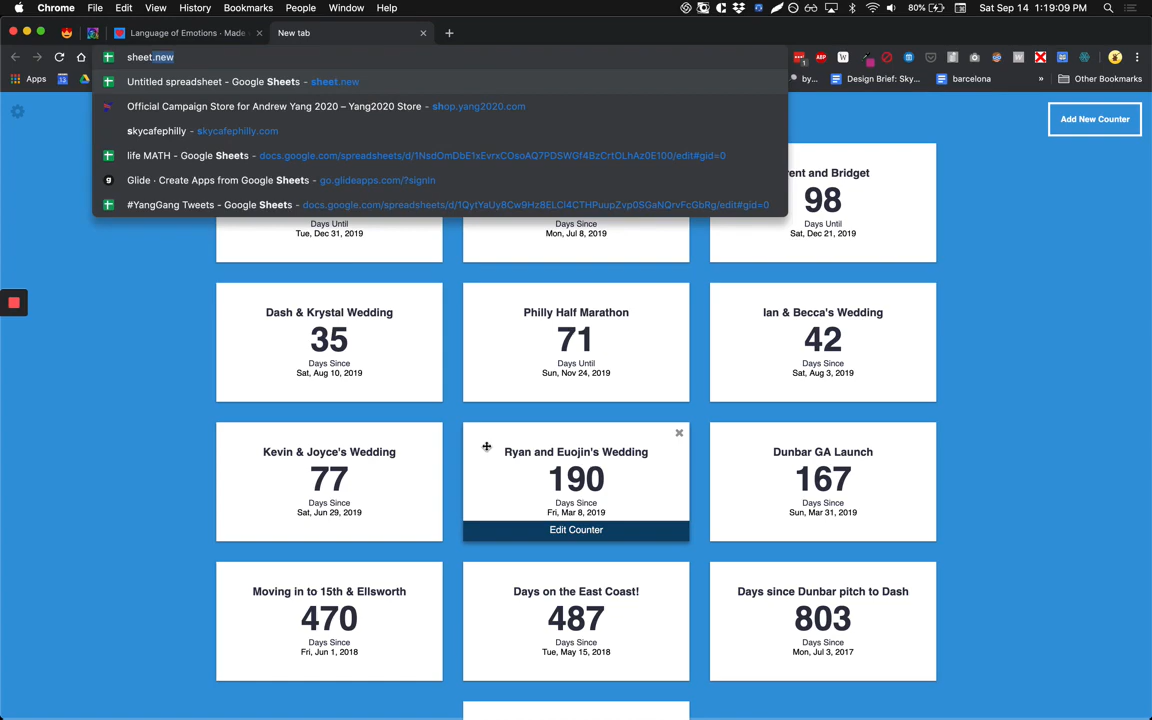 Chrome File Edit View History Bookmarks People Window Help 80% Sat Sep 14 1:19:09 PM
Language of Emotions - Made New tab
sheet.new
Untitled spreadsheet - Google Sheets - sheet.new
Official Campaign Store for Andrew Yang 2020 – Yang2020 Store - shop.yang2020.com
skycafephilly - skycafephilly.com
life MATH - Google Sheets - docs.google.com/spreadsheets/d/1NsdOmDbE1xEvrxCOsoAQ7PDSWGf4BzCrtOLhAz0E100/edit#gid=0
Glide · Create Apps from Google Sheets - go.glideapps.com/?signin
#YangGang Tweets - Google Sheets - docs.google.com/spreadsheets/d/1QytYaUy8Cw9Hz8ELCl4CTHPuupZvp0SGaNQrvFcGbRg/edit#gid=0
Apps by... Design Brief: Sky... barcelona » Other Bookmarks
Add New Counter
rent and Bridget
98
Days Until
Tue, Dec 31, 2019
Mon, Jul 8, 2019
Days Until
Sat, Dec 21, 2019
Dash & Krystal Wedding
35
Days Since
Sat, Aug 10, 2019
Philly Half Marathon
71
Days Until
Sun, Nov 24, 2019
Ian & Becca's Wedding
42
Days Since
Sat, Aug 3, 2019
Kevin & Joyce's Wedding
77
Days Since
Sat, Jun 29, 2019
Ryan and Euojin's Wedding
190
Days Since
Fri, Mar 8, 2019
Edit Counter
Dunbar GA Launch
167
Days Since
Sun, Mar 31, 2019
Moving in to 15th & Ellsworth
470
Days Since
Fri, Jun 1, 2018
Days on the East Coast!
487
Days Since
Tue, May 15, 2018
Days since Dunbar pitch to Dash
803
Days Since
Mon, Jul 3, 2017